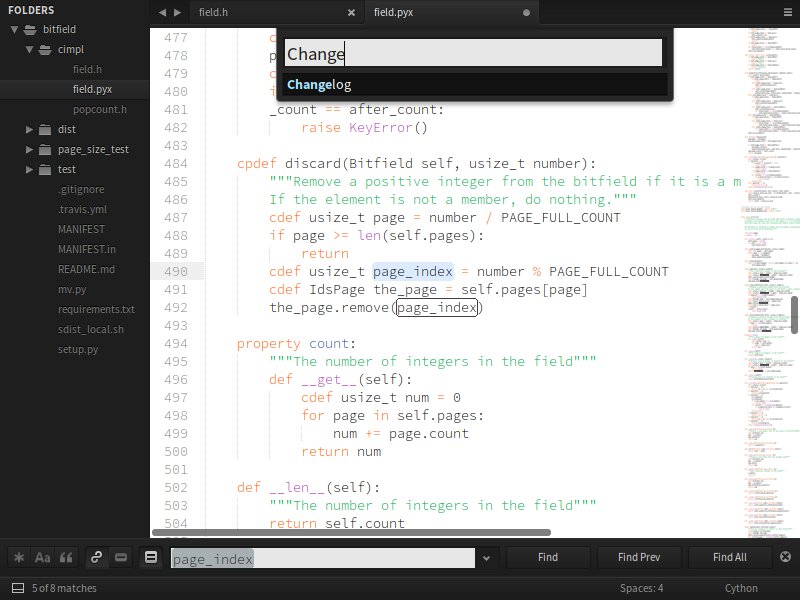 FOLDERS
bitfield
cimpl
field.h
field.pyx
popcount.h
dist
page_size_test
test
.gitignore
.travis.yml
MANIFEST
MANIFEST.in
README.md
mv.py
requirements.txt
sdist_local.sh
setup.py
field.h
field.pyx
Change
Changelog
477
478
479
480
481 _count == after_count:
482 raise KeyError()
483
484 cpdef discard(Bitfield self, usize_t number):
485 """Remove a positive integer from the bitfield if it is a m
486 If the element is not a member, do nothing."""
487 cdef usize_t page = number / PAGE_FULL_COUNT
488 if page >= len(self.pages):
489 return
490 cdef usize_t page_index = number % PAGE_FULL_COUNT
491 cdef IdsPage the_page = self.pages[page]
492 the_page.remove(page_index)
493
494 property count:
495 """The number of integers in the field"""
496 def __get__(self):
497 cdef usize_t num = 0
498 for page in self.pages:
499 num += page.count
500 return num
501
502 def __len__(self):
503 """The number of integers in the field"""
504 return self.count
Aa
page_index
Find
Find Prev
Find All
5 of 8 matches
Spaces: 4
Cython